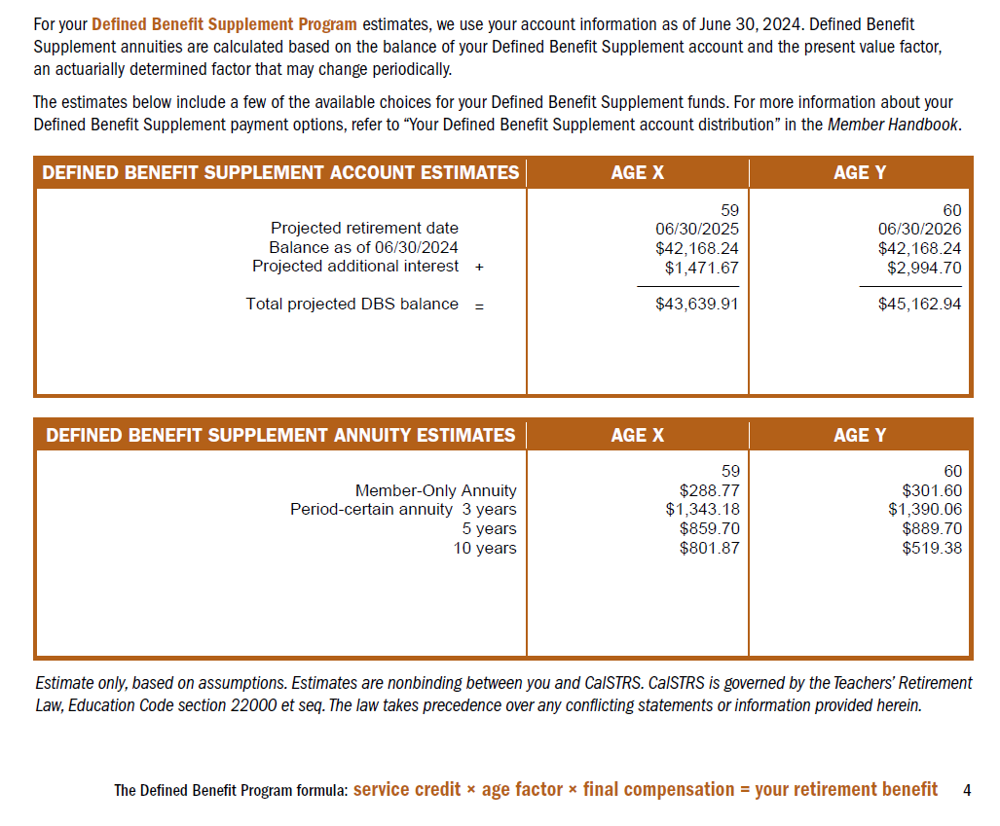 For your Defined Benefit Supplement Program estimates, we use your account information as of June 30, 2024. Defined Benefit
Supplement annuities are calculated based on the balance of your Defined Benefit Supplement account and the present value factor,
an actuarially determined factor that may change periodically.
The estimates below include a few of the available choices for your Defined Benefit Supplement funds. For more information about your
Defined Benefit Supplement payment options, refer to “Your Defined Benefit Supplement account distribution” in the Member Handbook.
DEFINED BENEFIT SUPPLEMENT ACCOUNT ESTIMATES AGE X AGE Y
59 60
Projected retirement date 06/30/2025 06/30/2026
Balance as of 06/30/2024 $42,168.24 $42,168.24
Projected additional interest + $1,471.67 $2,994.70
Total projected DBS balance = $43,639.91 $45,162.94
DEFINED BENEFIT SUPPLEMENT ANNUITY ESTIMATES AGE X AGE Y
59 60
Member-Only Annuity $288.77 $301.60
Period-certain annuity 3 years $1,343.18 $1,390.06
5 years $859.70 $889.70
10 years $801.87 $519.38
Estimate only, based on assumptions. Estimates are nonbinding between you and CalSTRS. CalSTRS is governed by the Teachers’ Retirement
Law, Education Code section 22000 et seq. The law takes precedence over any conflicting statements or information provided herein.
The Defined Benefit Program formula: service credit × age factor × final compensation = your retirement benefit 4